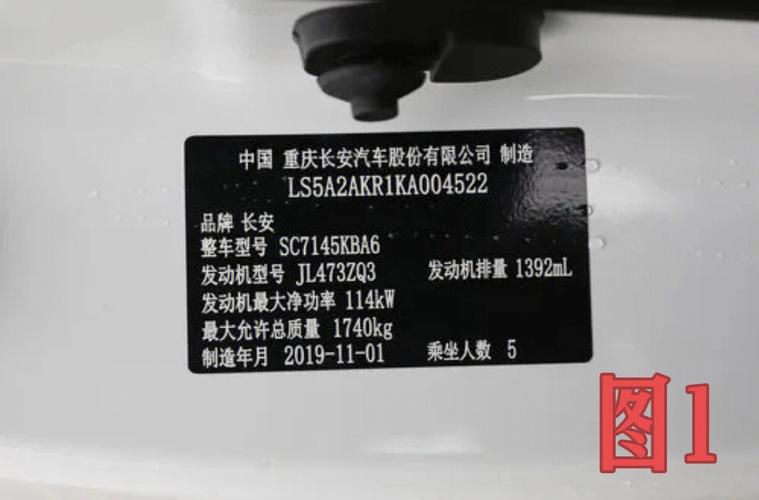 中国 重庆长安汽车股份有限公司 制造
LS5A2AKR1KA004522
品牌 长安
整车型号 SC7145KBA6
发动机型号 JL473ZQ3 发动机排量 1392mL
发动机最大净功率 114kW
最大允许总质量 1740kg
制造年月 2019-11-01 乘坐人数 5
图1